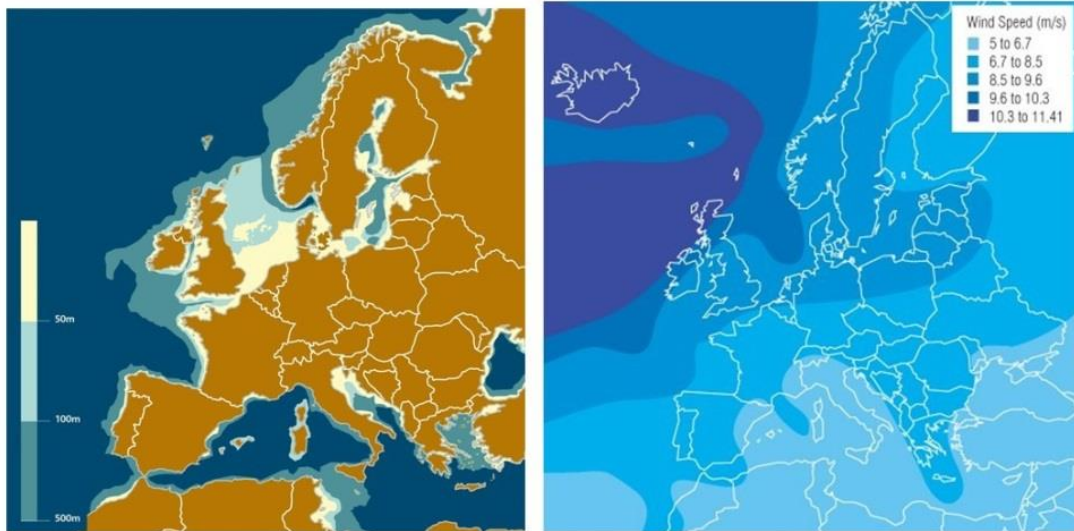 50m
100m
500m
Wind Speed (m/s)
5 to 6.7
6.7 to 8.5
8.5 to 9.6
9.6 to 10.3
10.3 to 11.41